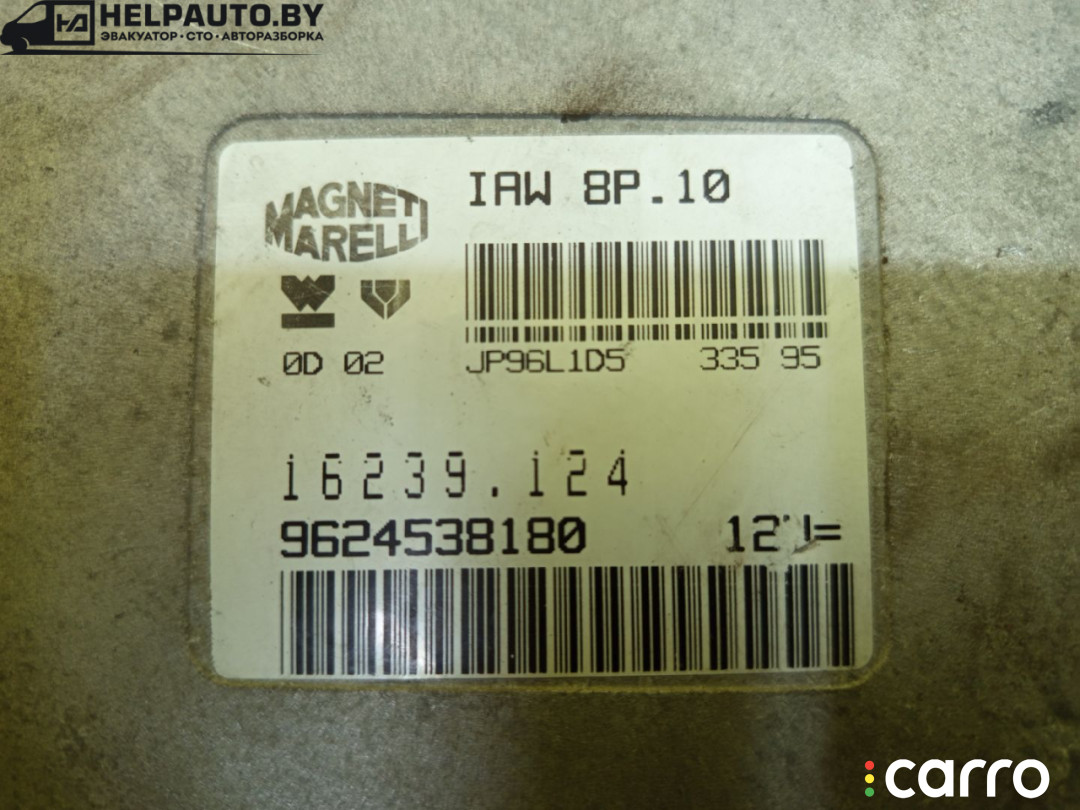 HELPAUTO.BY
ЭВАКУАТОР·СТО·АВТОРАЗБОРКА
IAW 8P.10
MAGNETI
MARELLI
0D 02
JP96L1D5 335 95
16239.124
9624538180
carro